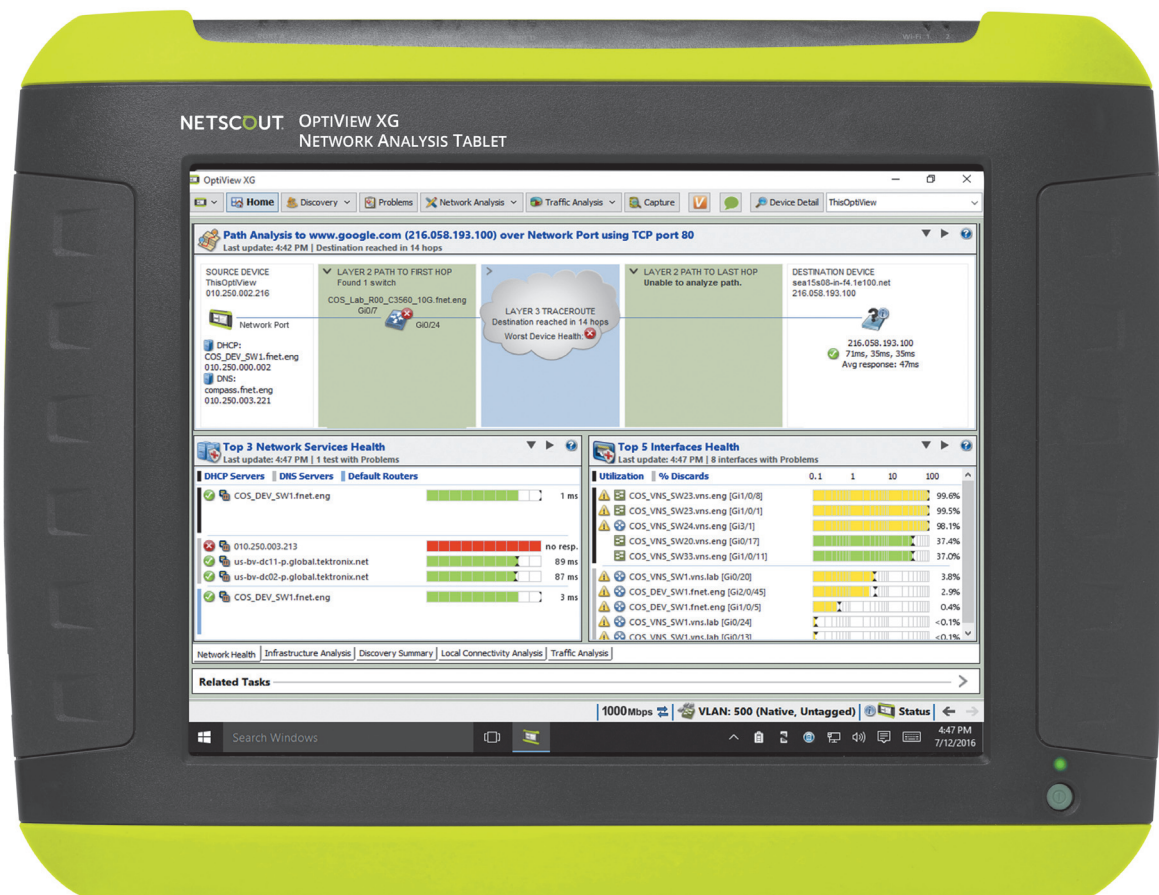 WI-FI 1 2
NETSCOUT. OPTIVIEW XG
NETWORK ANALYSIS TABLET
OptiView XG
Home Discovery Problems Network Analysis Traffic Analysis Capture Device Detail ThisOptiView
Path Analysis to www.google.com (216.058.193.100) over Network Port using TCP port 80
Last update: 4:42 PM | Destination reached in 14 hops
SOURCE DEVICE
ThisOptiView
010.250.002.216
Network Port
DHCP:
COS_DEV_SW1.fnet.eng
010.250.000.002
DNS:
compass.fnet.eng
010.250.003.221
LAYER 2 PATH TO FIRST HOP
Found 1 switch
COS_Lab_R00_C3560_10G.fnet.eng
Gi0/7
Gi0/24
LAYER 3 TRACEROUTE
Destination reached in 14 hops
Worst Device Health:
LAYER 2 PATH TO LAST HOP
Unable to analyze path.
DESTINATION DEVICE
sea15s08-in-f4.1e100.net
216.058.193.100
216.058.193.100
71ms, 35ms, 35ms
Avg response: 47ms
Top 3 Network Services Health
Last update: 4:47 PM | 1 test with Problems
DHCP Servers DNS Servers Default Routers
COS_DEV_SW1.fnet.eng 1 ms
010.250.003.213 no resp.
us-bv-dc11-p.global.tektronix.net 89 ms
us-bv-dc02-p.global.tektronix.net 87 ms
COS_DEV_SW1.fnet.eng 3 ms
Top 5 Interfaces Health
Last update: 4:47 PM | 8 interfaces with Problems
Utilization % Discards 0.1 1 10 100
COS_VNS_SW23.vns.eng [Gi1/0/8] 99.6%
COS_VNS_SW23.vns.eng [Gi1/0/1] 99.5%
COS_VNS_SW24.vns.eng [Gi3/1] 98.1%
COS_VNS_SW20.vns.eng [Gi0/17] 37.4%
COS_VNS_SW33.vns.eng [Gi1/0/11] 37.0%
COS_VNS_SW1.vns.lab [Gi0/20] 3.8%
COS_DEV_SW1.fnet.eng [Gi2/0/45] 2.9%
COS_DEV_SW1.fnet.eng [Gi1/0/5] 0.4%
COS_VNS_SW1.vns.lab [Gi0/24] <0.1%
COS_VNS_SW1.vns.lab [Gi0/13] <0.1%
Network Health Infrastructure Analysis Discovery Summary Local Connectivity Analysis Traffic Analysis
Related Tasks
1000 Mbps VLAN: 500 (Native, Untagged) Status
Search Windows
4:47 PM
7/12/2016